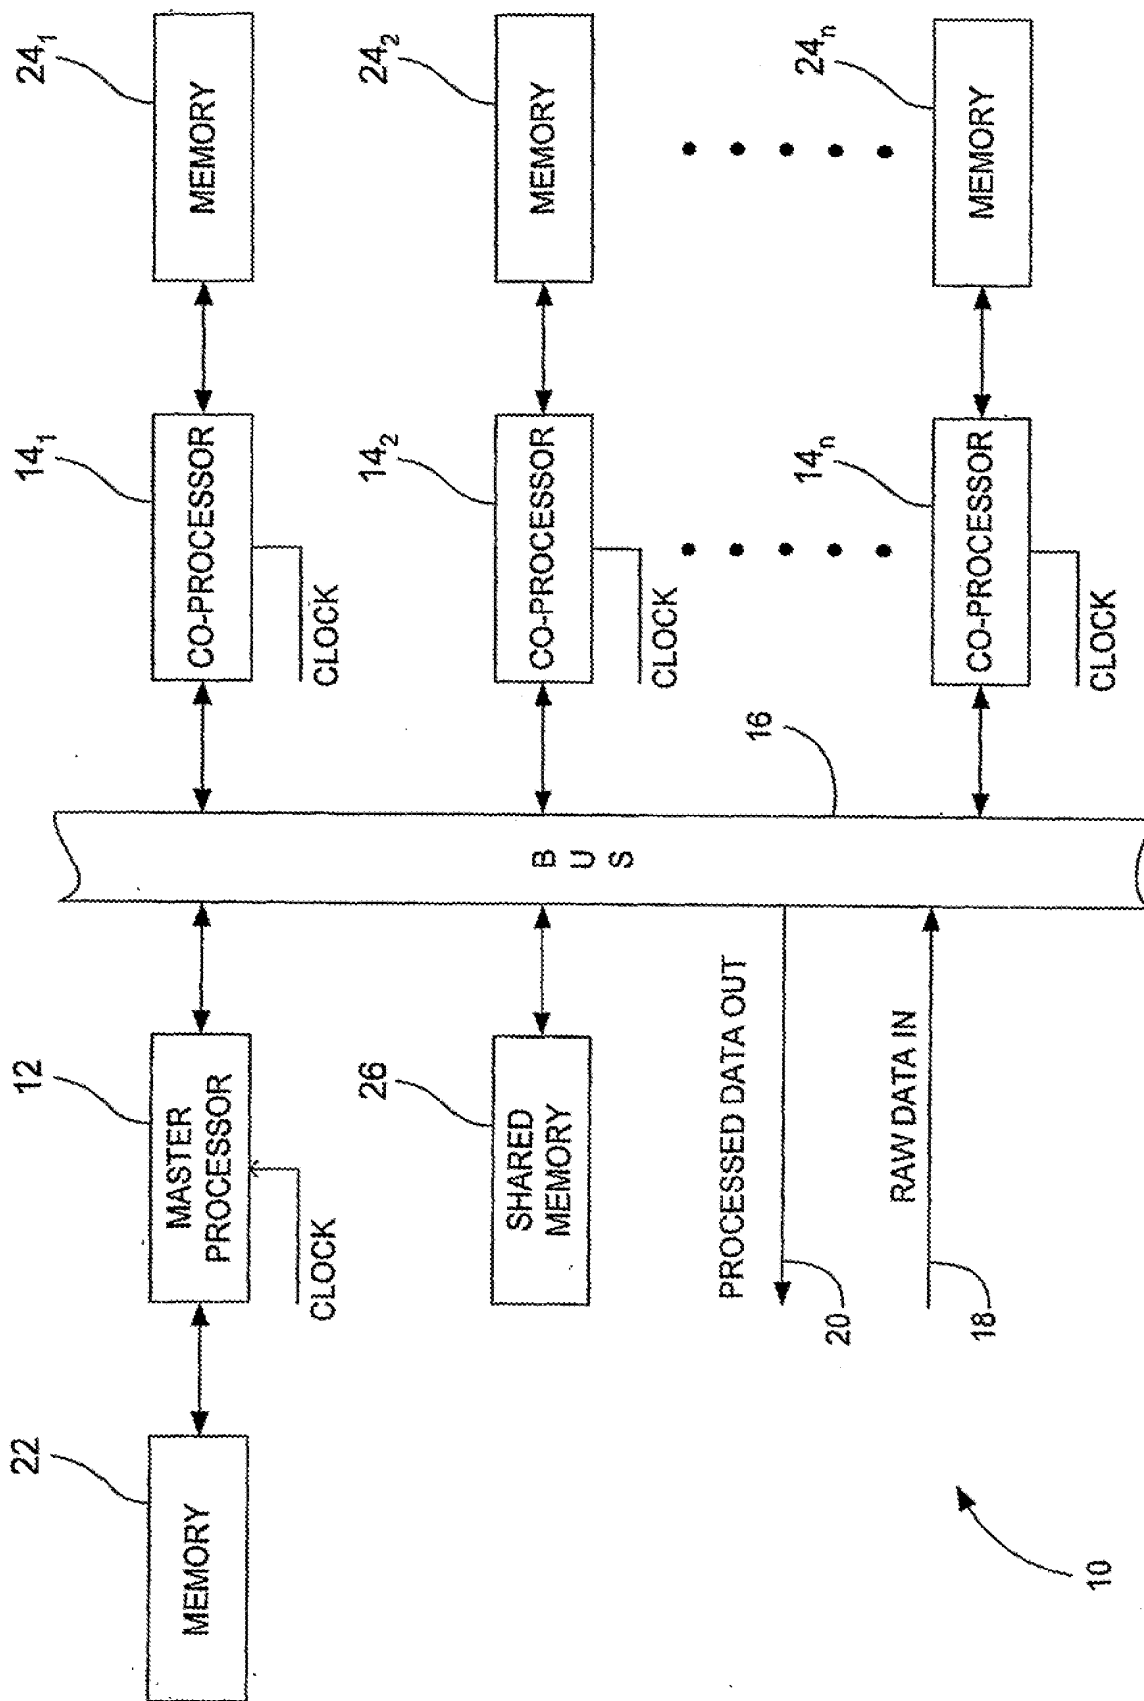 22
MEMORY
12
MASTER
PROCESSOR
CLOCK
14₁
CO-PROCESSOR
CLOCK
24₁
MEMORY
26
SHARED
MEMORY
B
U
S
14₂
CO-PROCESSOR
CLOCK
24₂
MEMORY
PROCESSED DATA OUT
20
16
RAW DATA IN
18
14ₙ
CO-PROCESSOR
CLOCK
24ₙ
MEMORY
10